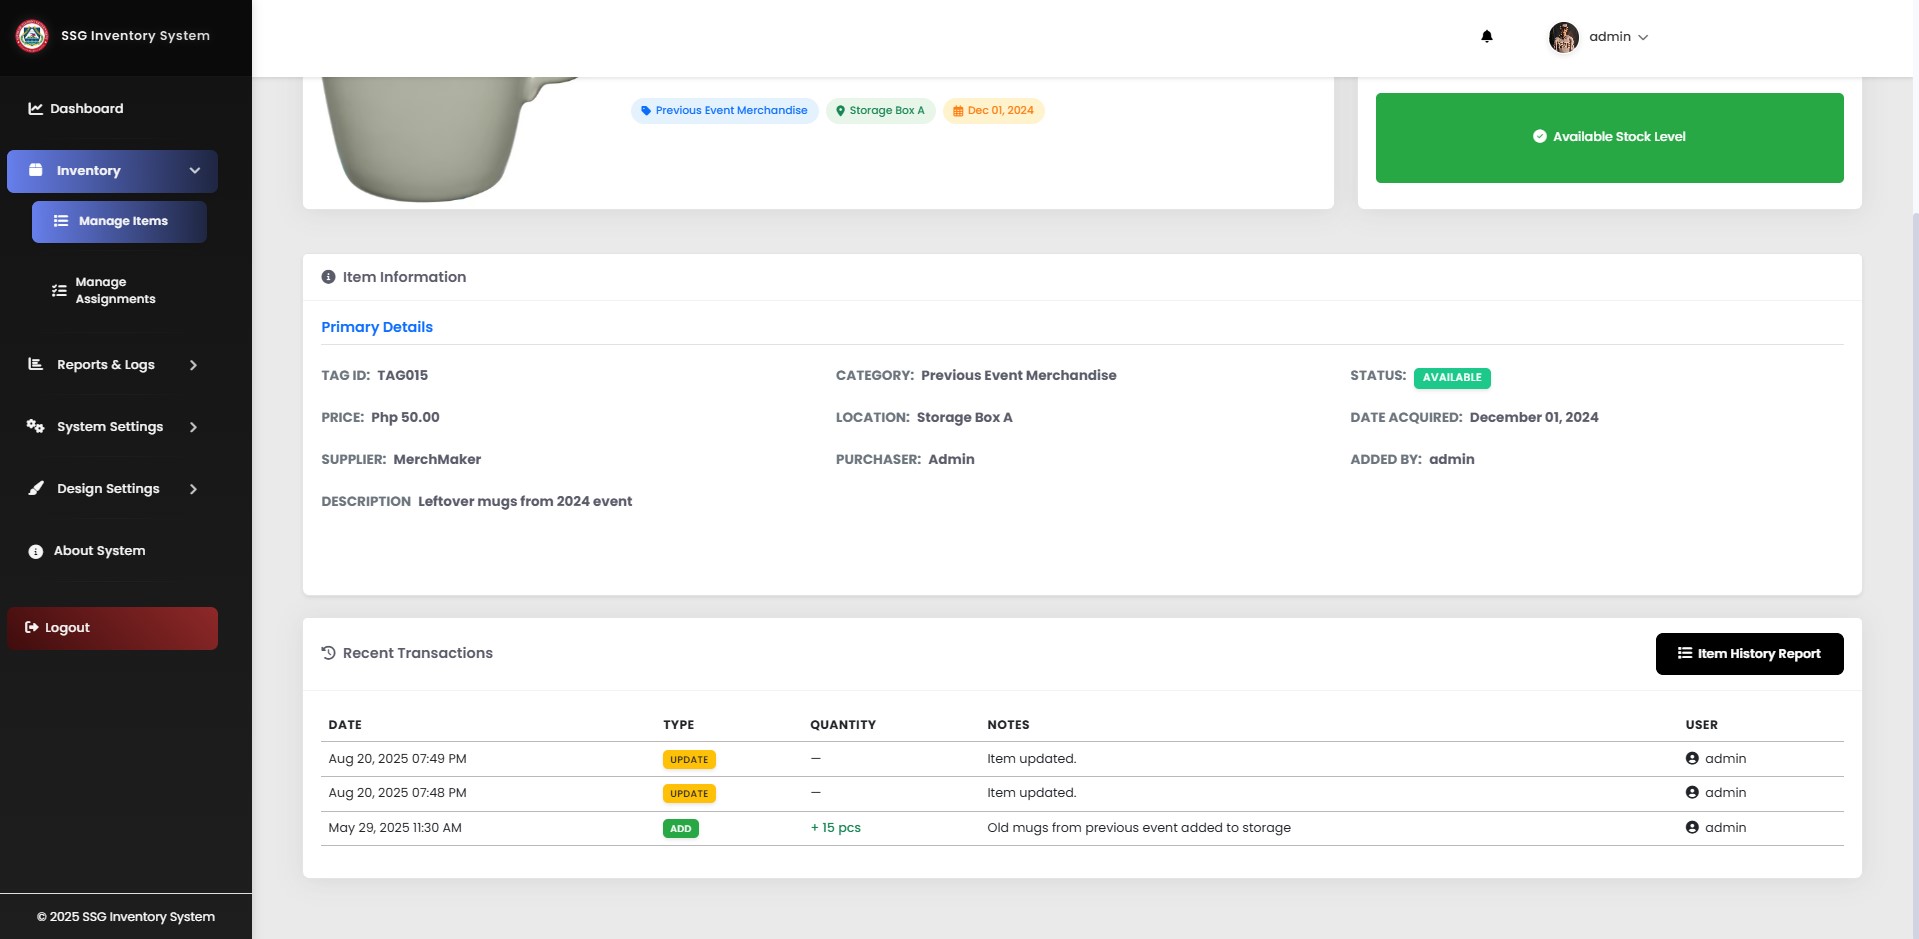 SSG Inventory System
admin
Dashboard
Inventory
Manage Items
Manage
Assignments
Reports & Logs
System Settings
Design Settings
About System
Logout
© 2025 SSG Inventory System
Previous Event Merchandise
Storage Box A
Dec 01, 2024
Available Stock Level
Item Information
Primary Details
TAG ID: TAG015
CATEGORY: Previous Event Merchandise
STATUS: AVAILABLE
PRICE: Php 50.00
LOCATION: Storage Box A
DATE ACQUIRED: December 01, 2024
SUPPLIER: MerchMaker
PURCHASER: Admin
ADDED BY: admin
DESCRIPTION Leftover mugs from 2024 event
Recent Transactions
Item History Report
DATE TYPE QUANTITY NOTES USER
Aug 20, 2025 07:49 PM UPDATE — Item updated. admin
Aug 20, 2025 07:48 PM UPDATE — Item updated. admin
May 29, 2025 11:30 AM ADD + 15 pcs Old mugs from previous event added to storage admin